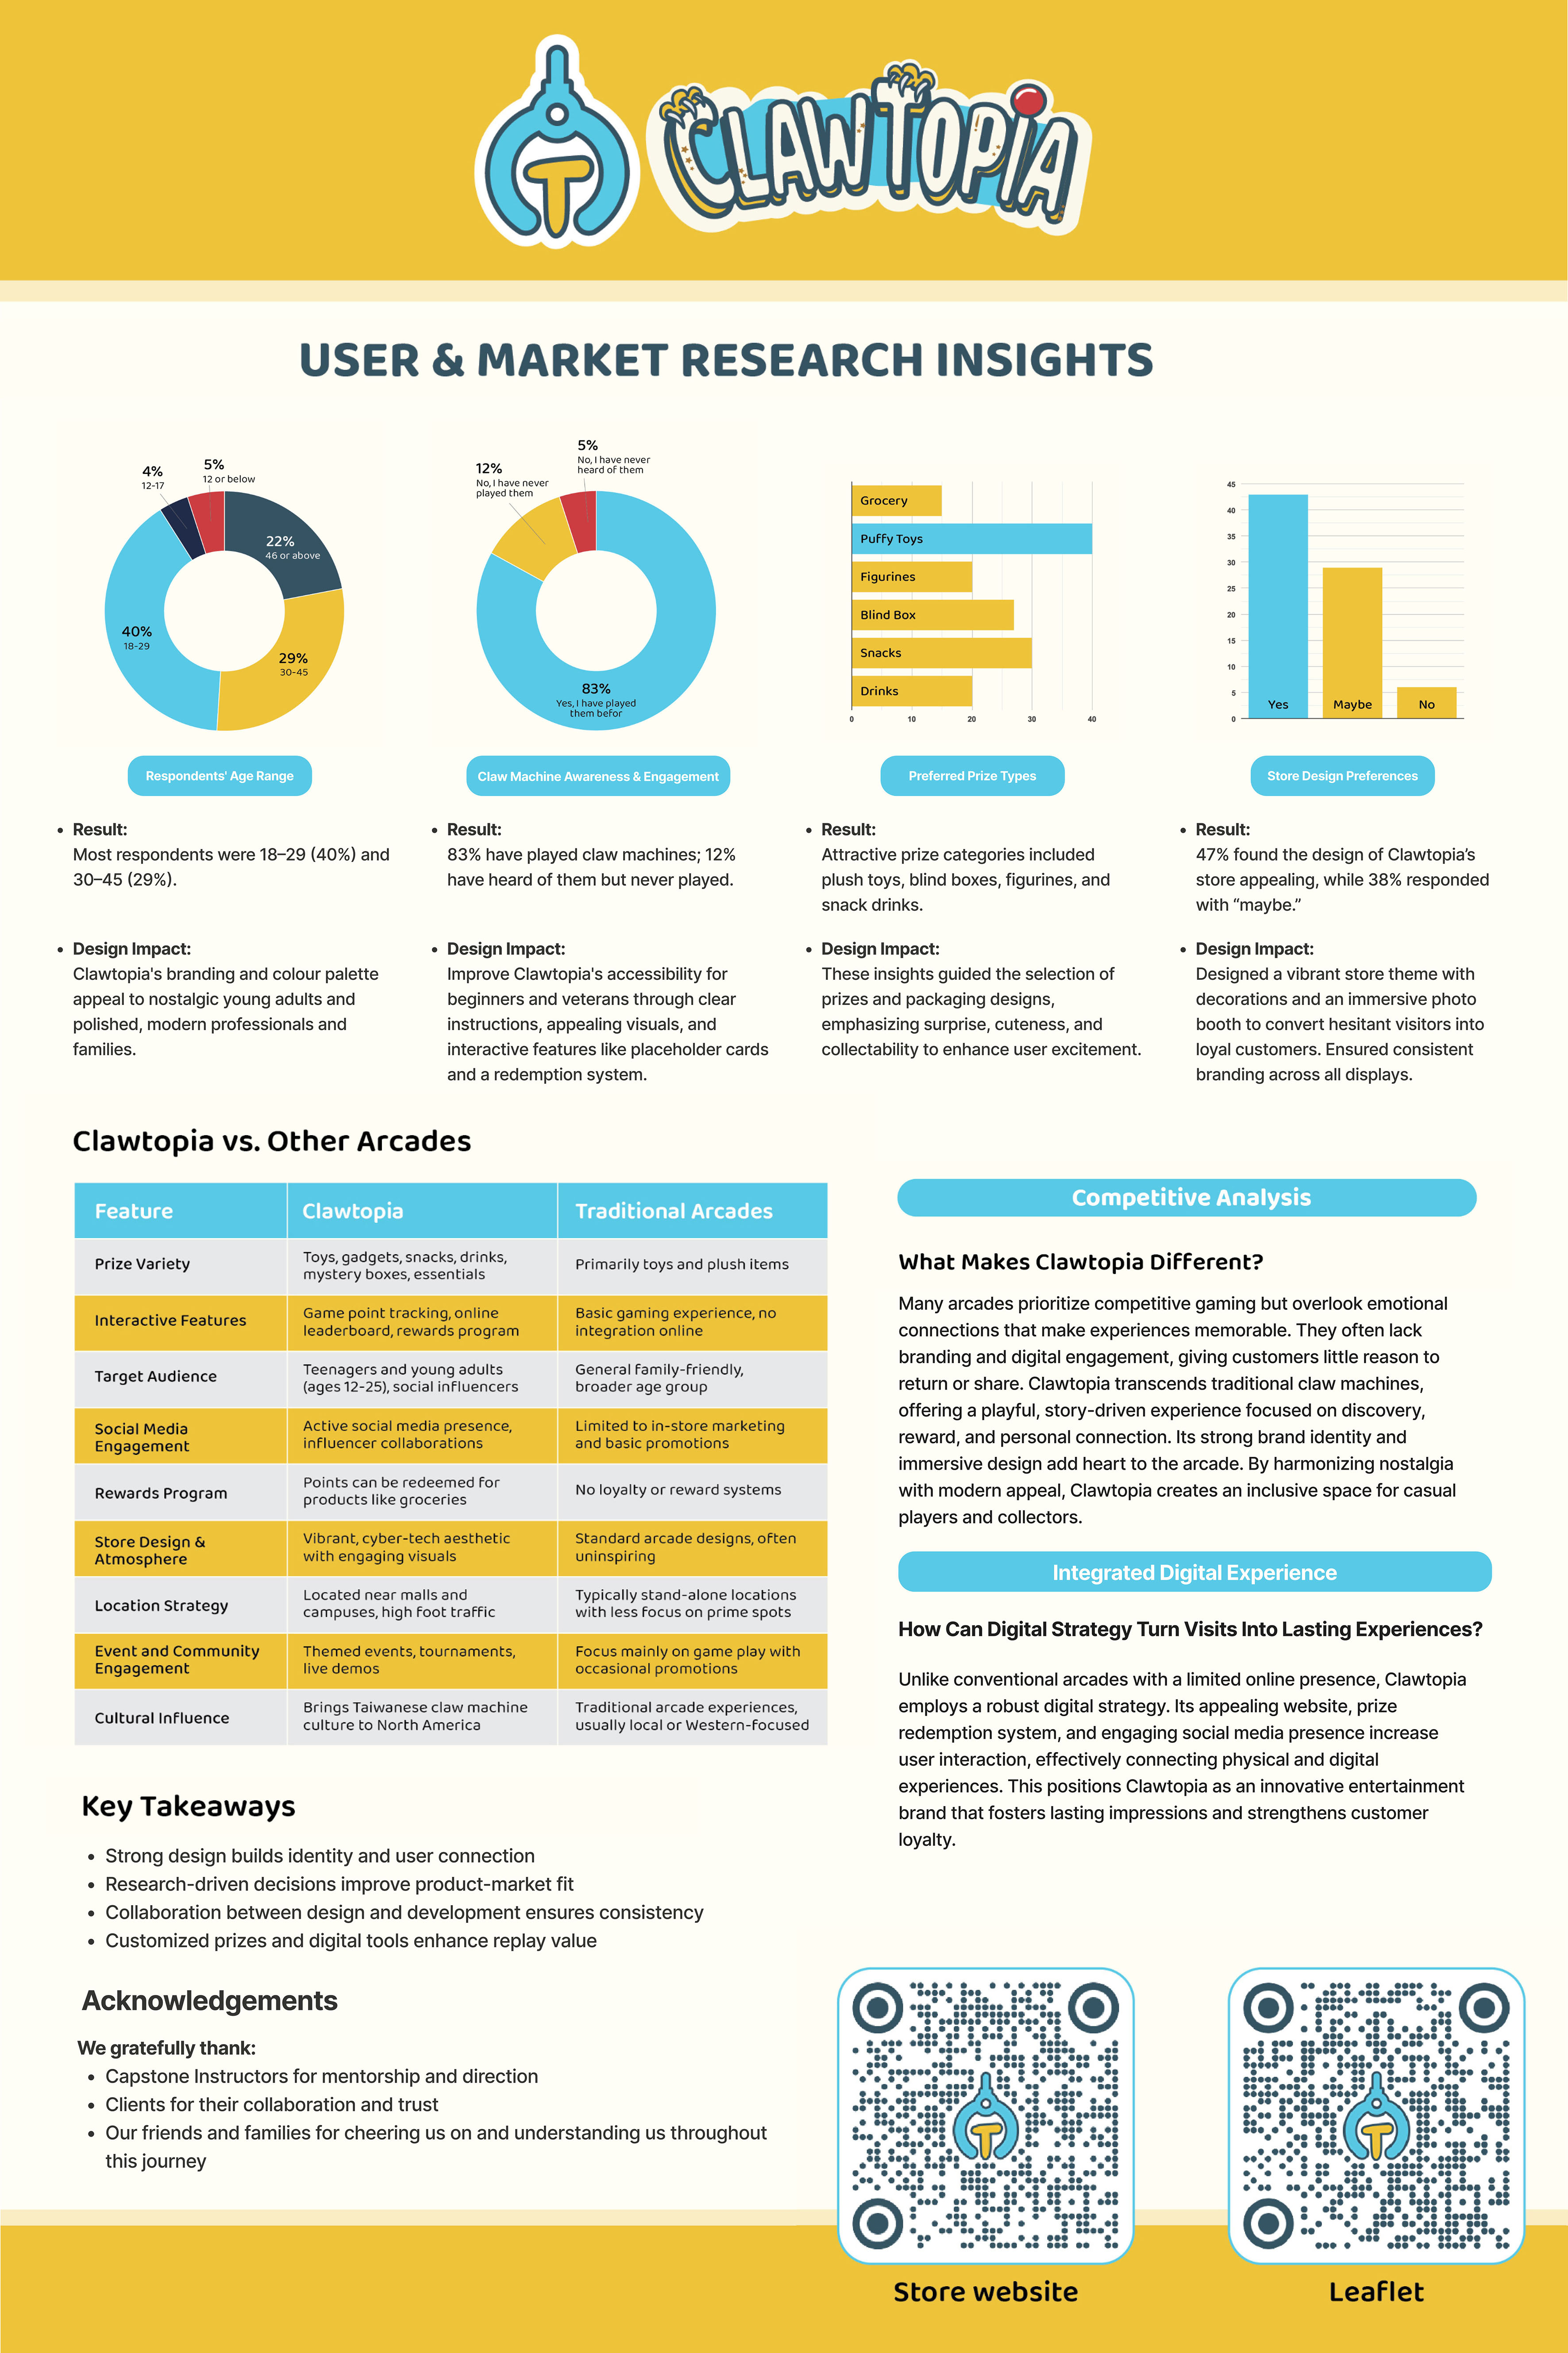 T
CLAWTOPIA
USER & MARKET RESEARCH INSIGHTS
4%
12-17
5%
12 or below
22%
46 or above
40%
18-29
29%
30-45
Respondents' Age Range
12%
No, I have never
played them
5%
No, I have never
heard of them
83%
Yes, I have played
them befor
Claw Machine Awareness & Engagement
Grocery
Puffy Toys
Figurines
Blind Box
Snacks
Drinks
0 10 20 30 40
Preferred Prize Types
45
40
35
30
25
20
15
10
5
0
Yes Maybe No
Store Design Preferences
• Result:
Most respondents were 18–29 (40%) and
30–45 (29%).
• Design Impact:
Clawtopia's branding and colour palette
appeal to nostalgic young adults and
polished, modern professionals and
families.
• Result:
83% have played claw machines; 12%
have heard of them but never played.
• Design Impact:
Improve Clawtopia's accessibility for
beginners and veterans through clear
instructions, appealing visuals, and
interactive features like placeholder cards
and a redemption system.
• Result:
Attractive prize categories included
plush toys, blind boxes, figurines, and
snack drinks.
• Design Impact:
These insights guided the selection of
prizes and packaging designs,
emphasizing surprise, cuteness, and
collectability to enhance user excitement.
• Result:
47% found the design of Clawtopia’s
store appealing, while 38% responded
with “maybe.”
• Design Impact:
Designed a vibrant store theme with
decorations and an immersive photo
booth to convert hesitant visitors into
loyal customers. Ensured consistent
branding across all displays.
Clawtopia vs. Other Arcades
Feature Clawtopia Traditional Arcades
Prize Variety
Toys, gadgets, snacks, drinks,
mystery boxes, essentials
Primarily toys and plush items
Interactive Features
Game point tracking, online
leaderboard, rewards program
Basic gaming experience, no
integration online
Target Audience
Teenagers and young adults
(ages 12-25), social influencers
General family-friendly,
broader age group
Social Media
Engagement
Active social media presence,
influencer collaborations
Limited to in-store marketing
and basic promotions
Rewards Program
Points can be redeemed for
products like groceries
No loyalty or reward systems
Store Design &
Atmosphere
Vibrant, cyber-tech aesthetic
with engaging visuals
Standard arcade designs, often
uninspiring
Location Strategy
Located near malls and
campuses, high foot traffic
Typically stand-alone locations
with less focus on prime spots
Event and Community
Engagement
Themed events, tournaments,
live demos
Focus mainly on game play with
occasional promotions
Cultural Influence
Brings Taiwanese claw machine
culture to North America
Traditional arcade experiences,
usually local or Western-focused
Competitive Analysis
What Makes Clawtopia Different?
Many arcades prioritize competitive gaming but overlook emotional
connections that make experiences memorable. They often lack
branding and digital engagement, giving customers little reason to
return or share. Clawtopia transcends traditional claw machines,
offering a playful, story-driven experience focused on discovery,
reward, and personal connection. Its strong brand identity and
immersive design add heart to the arcade. By harmonizing nostalgia
with modern appeal, Clawtopia creates an inclusive space for casual
players and collectors.
Integrated Digital Experience
How Can Digital Strategy Turn Visits Into Lasting Experiences?
Unlike conventional arcades with a limited online presence, Clawtopia
employs a robust digital strategy. Its appealing website, prize
redemption system, and engaging social media presence increase
user interaction, effectively connecting physical and digital
experiences. This positions Clawtopia as an innovative entertainment
brand that fosters lasting impressions and strengthens customer
loyalty.
Key Takeaways
• Strong design builds identity and user connection
• Research-driven decisions improve product-market fit
• Collaboration between design and development ensures consistency
• Customized prizes and digital tools enhance replay value
Acknowledgements
We gratefully thank:
• Capstone Instructors for mentorship and direction
• Clients for their collaboration and trust
• Our friends and families for cheering us on and understanding us throughout
this journey
T
Store website
T
Leaflet